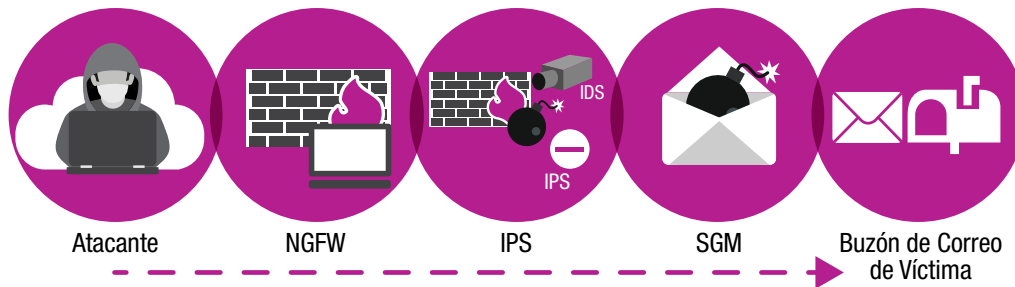 IDS
IPS
Atacante
NGFW
IPS
SGM
Buzón de Correo
de Víctima